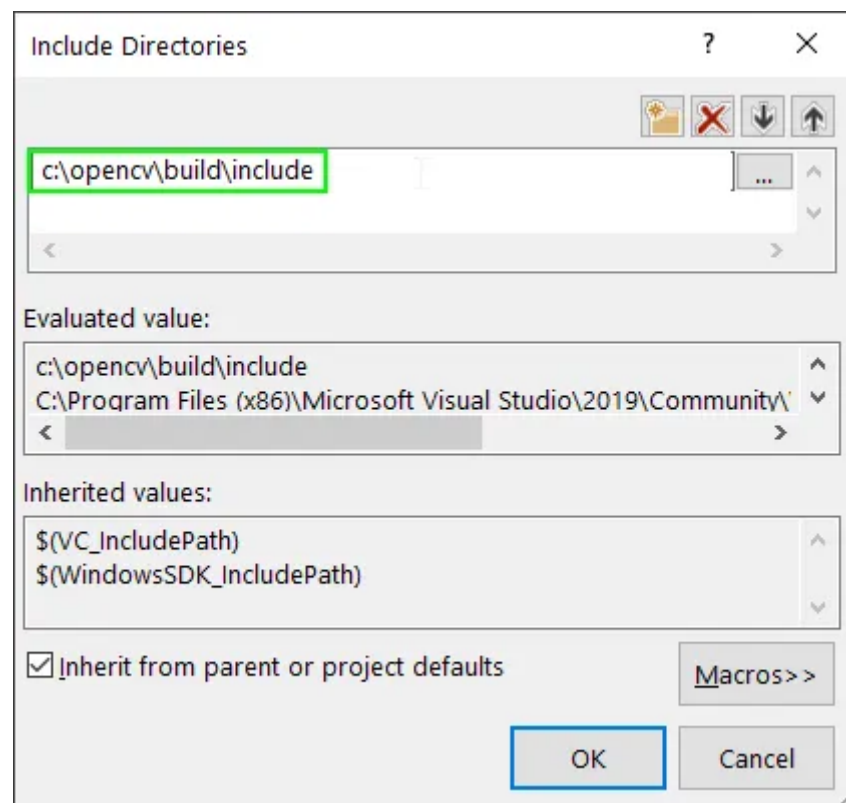 Include Directories
?
c:\opencv\build\include
...
Evaluated value:
c:\opencv\build\include
C:\Program Files (x86)\Microsoft Visual Studio\2019\Community\
Inherited values:
$(VC_IncludePath)
$(WindowsSDK_IncludePath)
Inherit from parent or project defaults
Macros>>
OK
Cancel